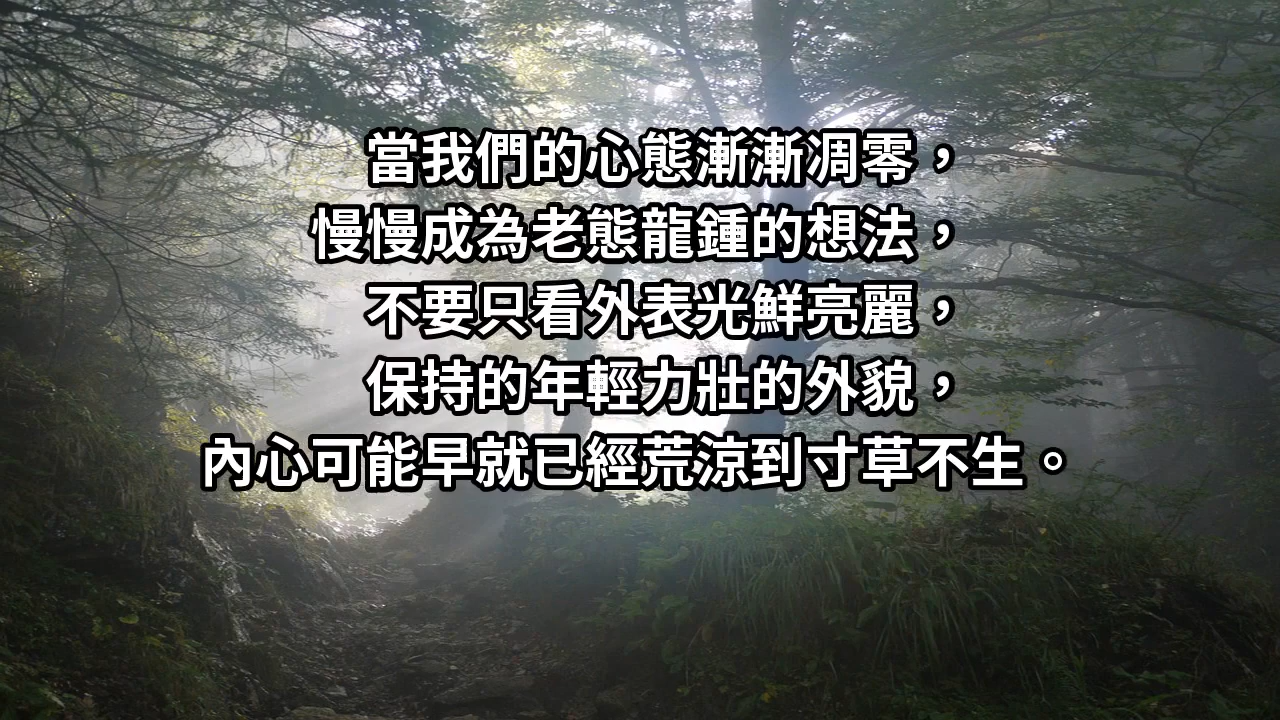 當我們的心態漸漸凋零，
慢慢成為老態龍鍾的想法，
不要只看外表光鮮亮麗，
保持的年輕力壯的外貌，
內心可能早就已經荒涼到寸草不生。